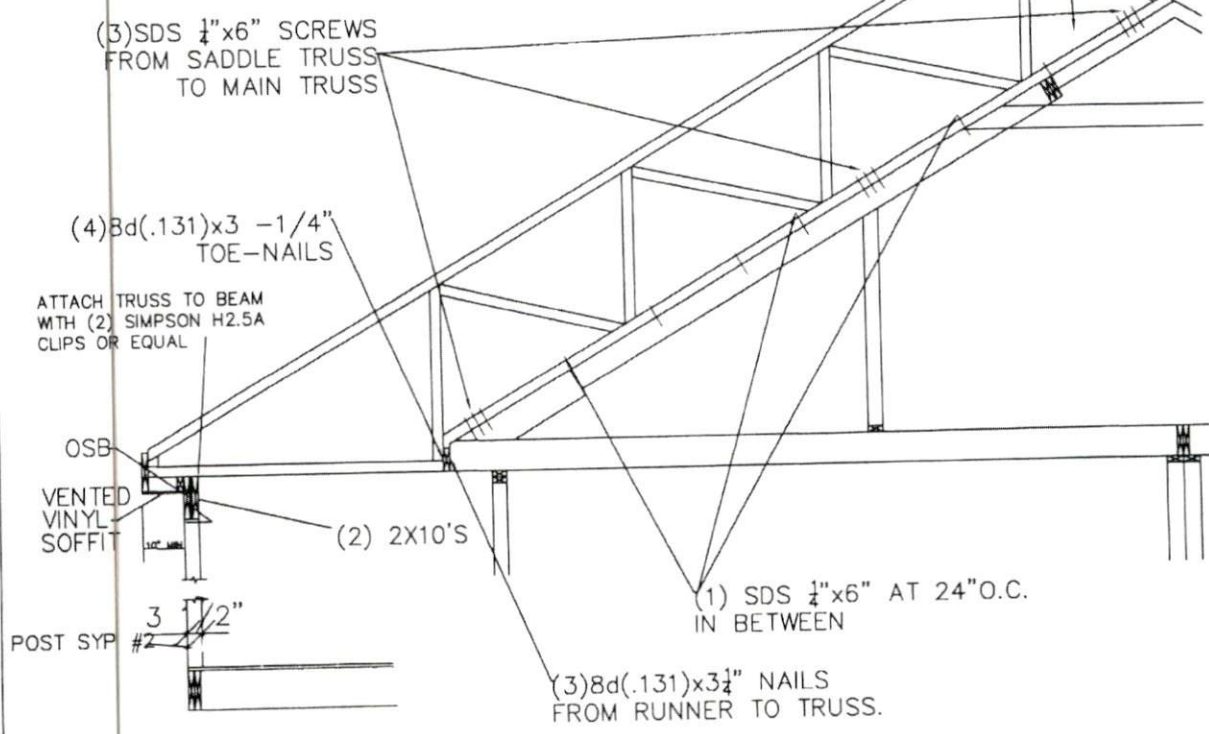 (3)SDS ¼"x6" SCREWS
FROM SADDLE TRUSS
TO MAIN TRUSS
(4)8d(.131)x3 -1/4"
TOE-NAILS
ATTACH TRUSS TO BEAM
WITH (2) SIMPSON H2.5A
CLIPS OR EQUAL
OSB
VENTED
VINYL
SOFFIT
10" MIN
(2) 2X10'S
3 2"
POST SYP #2
(1) SDS ¼"x6" AT 24"O.C.
IN BETWEEN
(3)8d(.131)x3¼" NAILS
FROM RUNNER TO TRUSS.